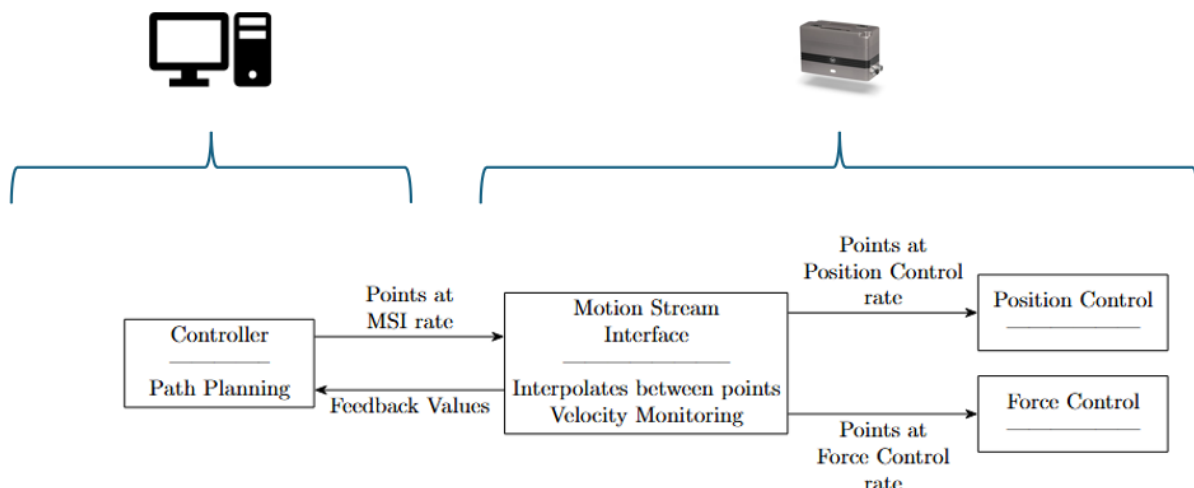 Controller
Path Planning
Points at
MSI rate
Feedback Values
Motion Stream
Interface
Interpolates between points
Velocity Monitoring
Points at
Position Control
rate
Position Control
Points at
Force Control
rate
Force Control